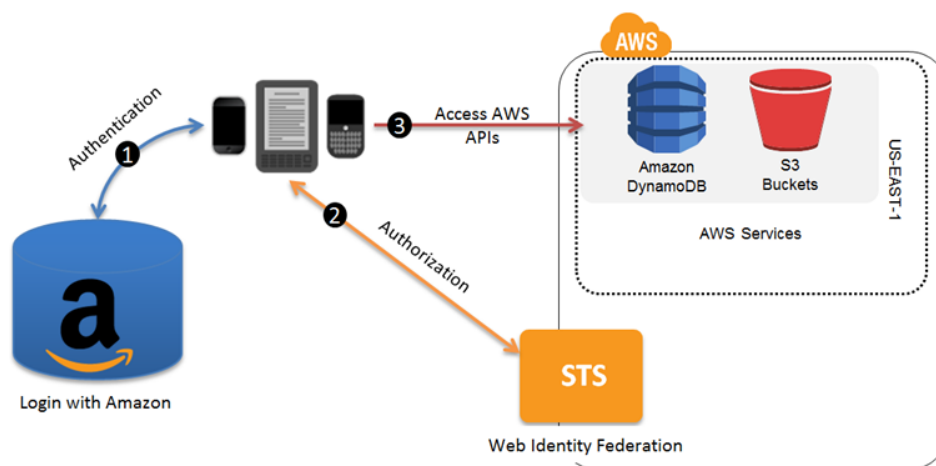 AWS
Authentication
1
3
Access AWS
APIs
Amazon
DynamoDB
S3
Buckets
US-EAST-1
AWS Services
2
Authorization
a
Login with Amazon
STS
Web Identity Federation